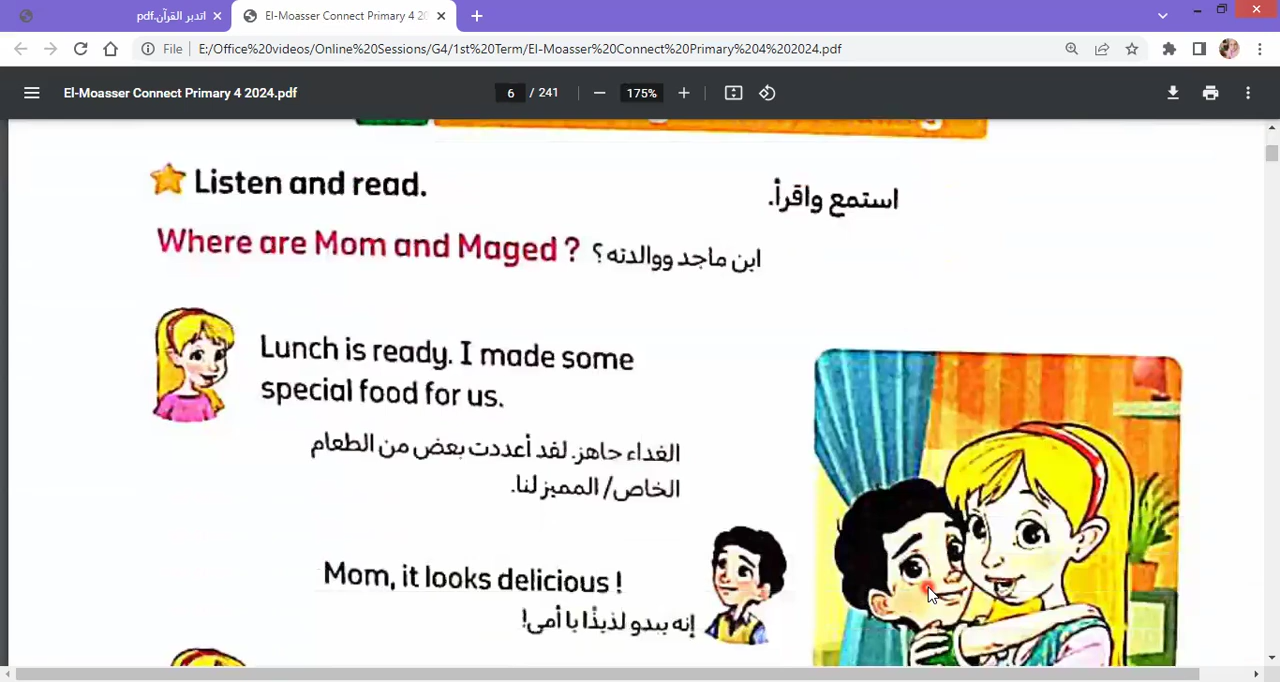 اتدبر القرآن.pdf
El-Moasser Connect Primary 4 20
File E:/Office%20videos/Online%20Sessions/G4/1st%20Term/El-Moasser%20Connect%20Primary%204%202024.pdf
El-Moasser Connect Primary 4 2024.pdf
6 / 241
175%
Listen and read.
استمع واقرأ.
Where are Mom and Maged ?
اين ماجد ووالدته؟
Lunch is ready. I made some
special food for us.
الغداء جاهز. لقد أعددت بعض من الطعام
الخاص/ المميز لنا.
Mom, it looks delicious !
إنه يبدو لذيذًا يا أمى!